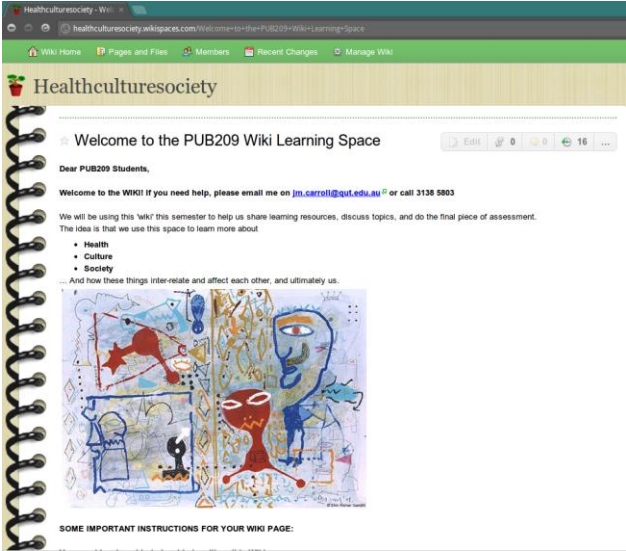 Healthculturesociety - Wel
healthculturesociety.wikispaces.com/Welcome+to+the+PUB209+Wiki+Learning+Space
Wiki Home Pages and Files Members Recent Changes Manage Wiki
Healthculturesociety
Welcome to the PUB209 Wiki Learning Space
Edit 0 0 16 ...
Dear PUB209 Students,
Welcome to the WIKI! If you need help, please email me on jm.carroll@qut.edu.au or call 3138 5803
We will be using this 'wiki' this semester to help us share learning resources, discuss topics, and do the final piece of assessment.
The idea is that we use this space to learn more about
• Health
• Culture
• Society
... And how these things inter-relate and affect each other, and ultimately us.
SOME IMPORTANT INSTRUCTIONS FOR YOUR WIKI PAGE: